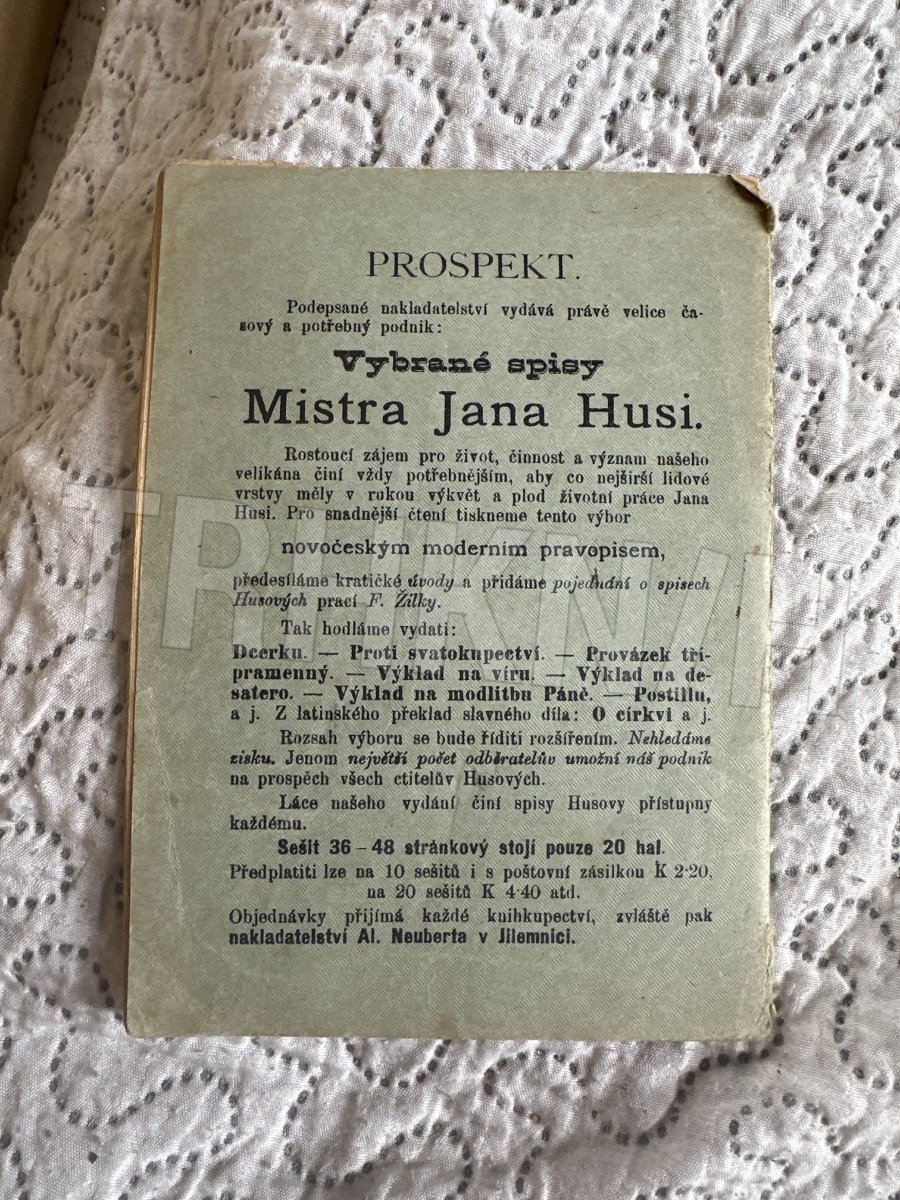 PROSPEKT.
Podepsané nakladatelství vydává právě velice ča-
sový a potřebný podnik:
Vybrané spisy
Mistra Jana Husi.
Rostoucí zájem pro život, činnost a význam našeho
velikána činí vždy potřebnějším, aby co nejširší lidové
vrstvy měly v rukou výkvět a plod životní práce Jana
Husi. Pro snadnější čtení tiskneme tento výbor
novočeským moderním pravopisem,
předesíláme kratičké úvody a přidáme pojednání o spisech
Husových prací F. Žilky.
Tak hodláme vydati:
Dcerku. — Proti svatokupectví. — Provázek tří-
pramenný. — Výklad na víru. — Výklad na de-
satero. — Výklad na modlitbu Páně. — Postillu,
a j. Z latinského překlad slavného díla: O církvi a j.
Rozsah výboru se bude říditi rozšířením. Nehledáme
zisku. Jenom největší počet odběratelův umožní náš podnik
na prospěch všech ctitelův Husových.
Láce našeho vydání činí spisy Husovy přístupny
každému.
Sešit 36 – 48 stránkový stojí pouze 20 hal.
Předplatiti lze na 10 sešitů i s poštovní zásilkou K 2·20,
na 20 sešitů K 4·40 atd.
Objednávky přijímá každé knihkupectví, zvláště pak
nakladatelství Al. Neuberta v Jilemnici.